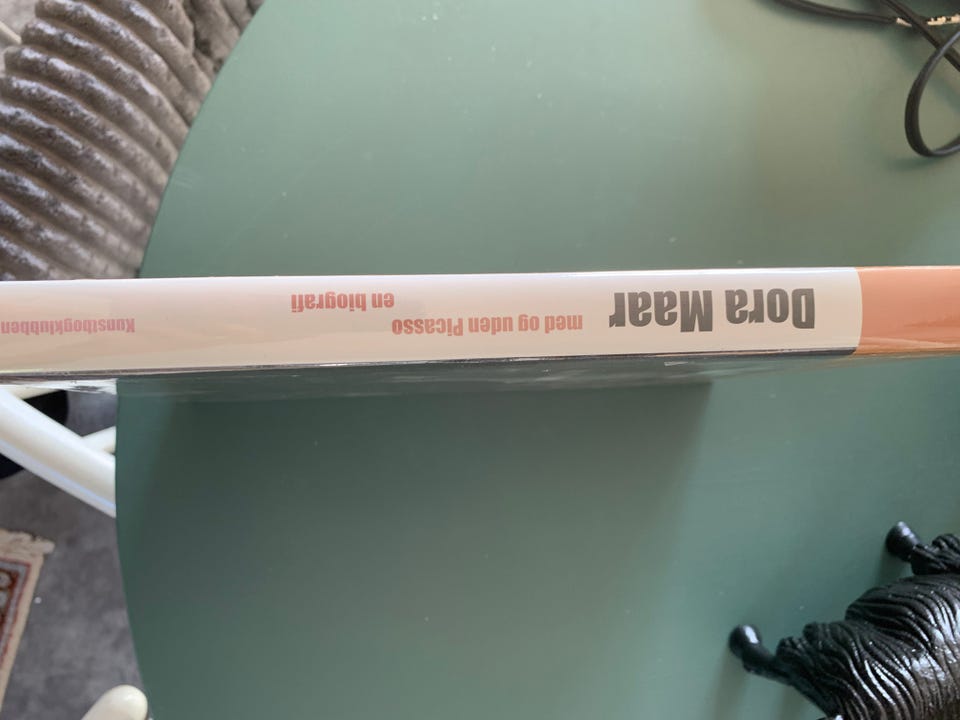 Dora Maar
med og uden Picasso
en biografi
Kunstbogklubben